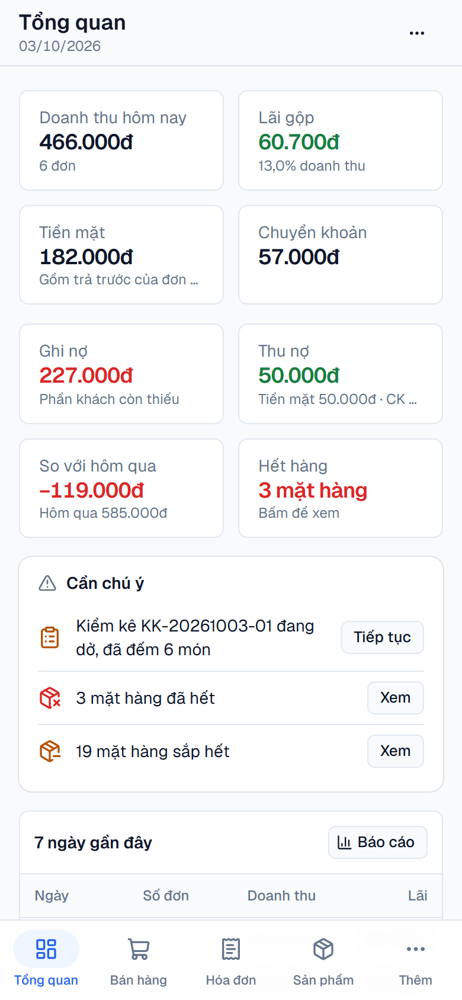 Tổng quan
03/10/2026
Doanh thu hôm nay
466.000đ
6 đơn
Lãi gộp
60.700đ
13,0% doanh thu
Tiền mặt
182.000đ
Gồm trả trước của đơn ...
Chuyển khoản
57.000đ
Ghi nợ
227.000đ
Phần khách còn thiếu
Thu nợ
50.000đ
Tiền mặt 50.000đ · CK ...
So với hôm qua
−119.000đ
Hôm qua 585.000đ
Hết hàng
3 mặt hàng
Bấm để xem
Cần chú ý
Kiểm kê KK-20261003-01 đang
dở, đã đếm 6 món
Tiếp tục
3 mặt hàng đã hết
Xem
19 mặt hàng sắp hết
Xem
7 ngày gần đây
Báo cáo
Ngày Số đơn Doanh thu Lãi
Tổng quan Bán hàng Hóa đơn Sản phẩm Thêm